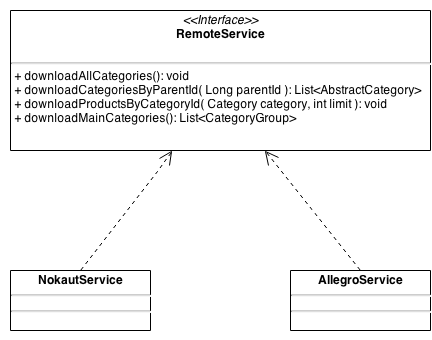 <<Interface>>
RemoteService
+ downloadAllCategories(): void
+ downloadCategoriesByParentId( Long parentId ): List<AbstractCategory>
+ downloadProductsByCategoryId( Category category, int limit ): void
+ downloadMainCategories(): List<CategoryGroup>
NokautService
AllegroService